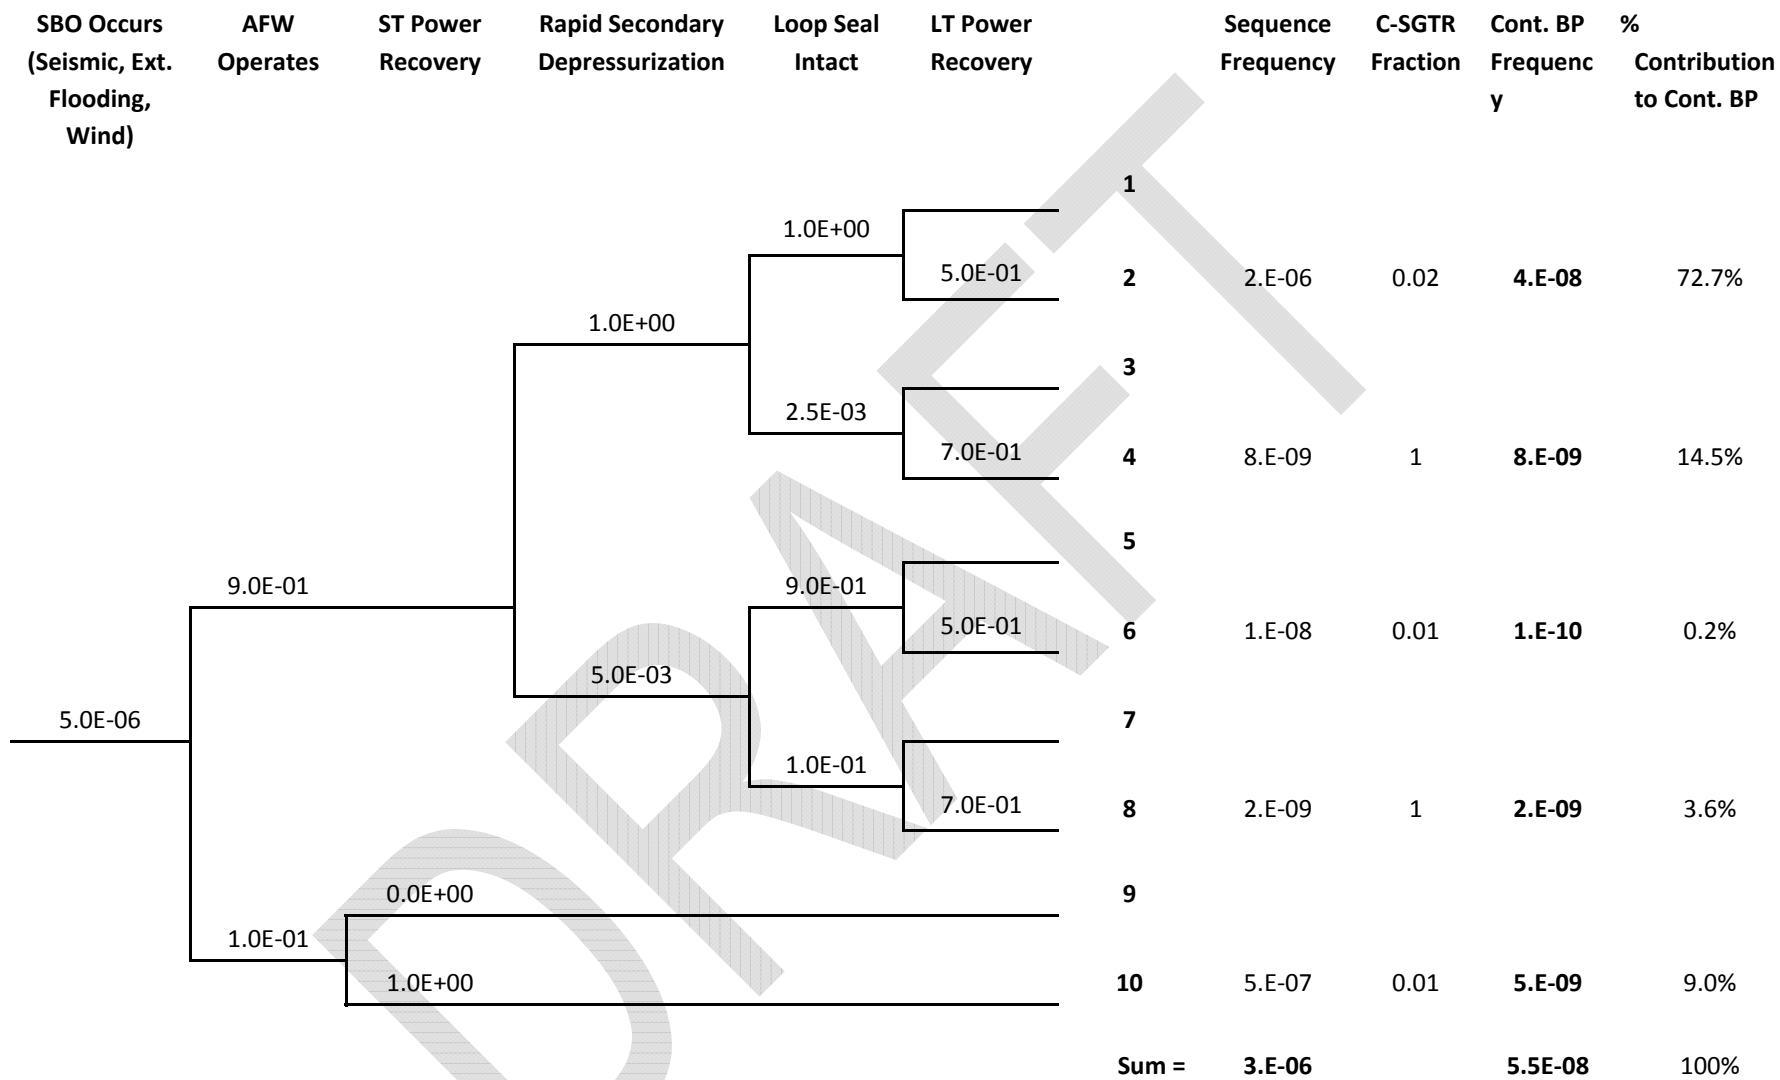 SBO Occurs
(Seismic, Ext.
Flooding,
Wind)
AFW
Operates
ST Power
Recovery
Rapid Secondary
Depressurization
Loop Seal
Intact
LT Power
Recovery
Sequence
Frequency
C-SGTR
Fraction
Cont. BP
Frequenc
y
%
Contribution
to Cont. BP
1
1.0E+00
5.0E-01 2 2.E-06 0.02 4.E-08 72.7%
1.0E+00
3
2.5E-03
7.0E-01 4 8.E-09 1 8.E-09 14.5%
5
9.0E-01 9.0E-01
5.0E-01 6 1.E-08 0.01 1.E-10 0.2%
5.0E-03
5.0E-06 7
1.0E-01
7.0E-01 8 2.E-09 1 2.E-09 3.6%
0.0E+00 9
1.0E-01
1.0E+00 10 5.E-07 0.01 5.E-09 9.0%
Sum = 3.E-06 5.5E-08 100%
DRAFT